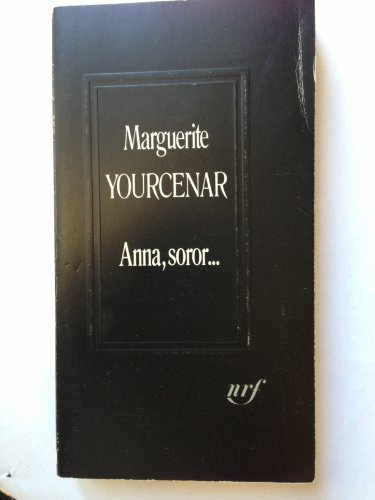 Marguerite
YOURCENAR
Anna, soror...
nrf